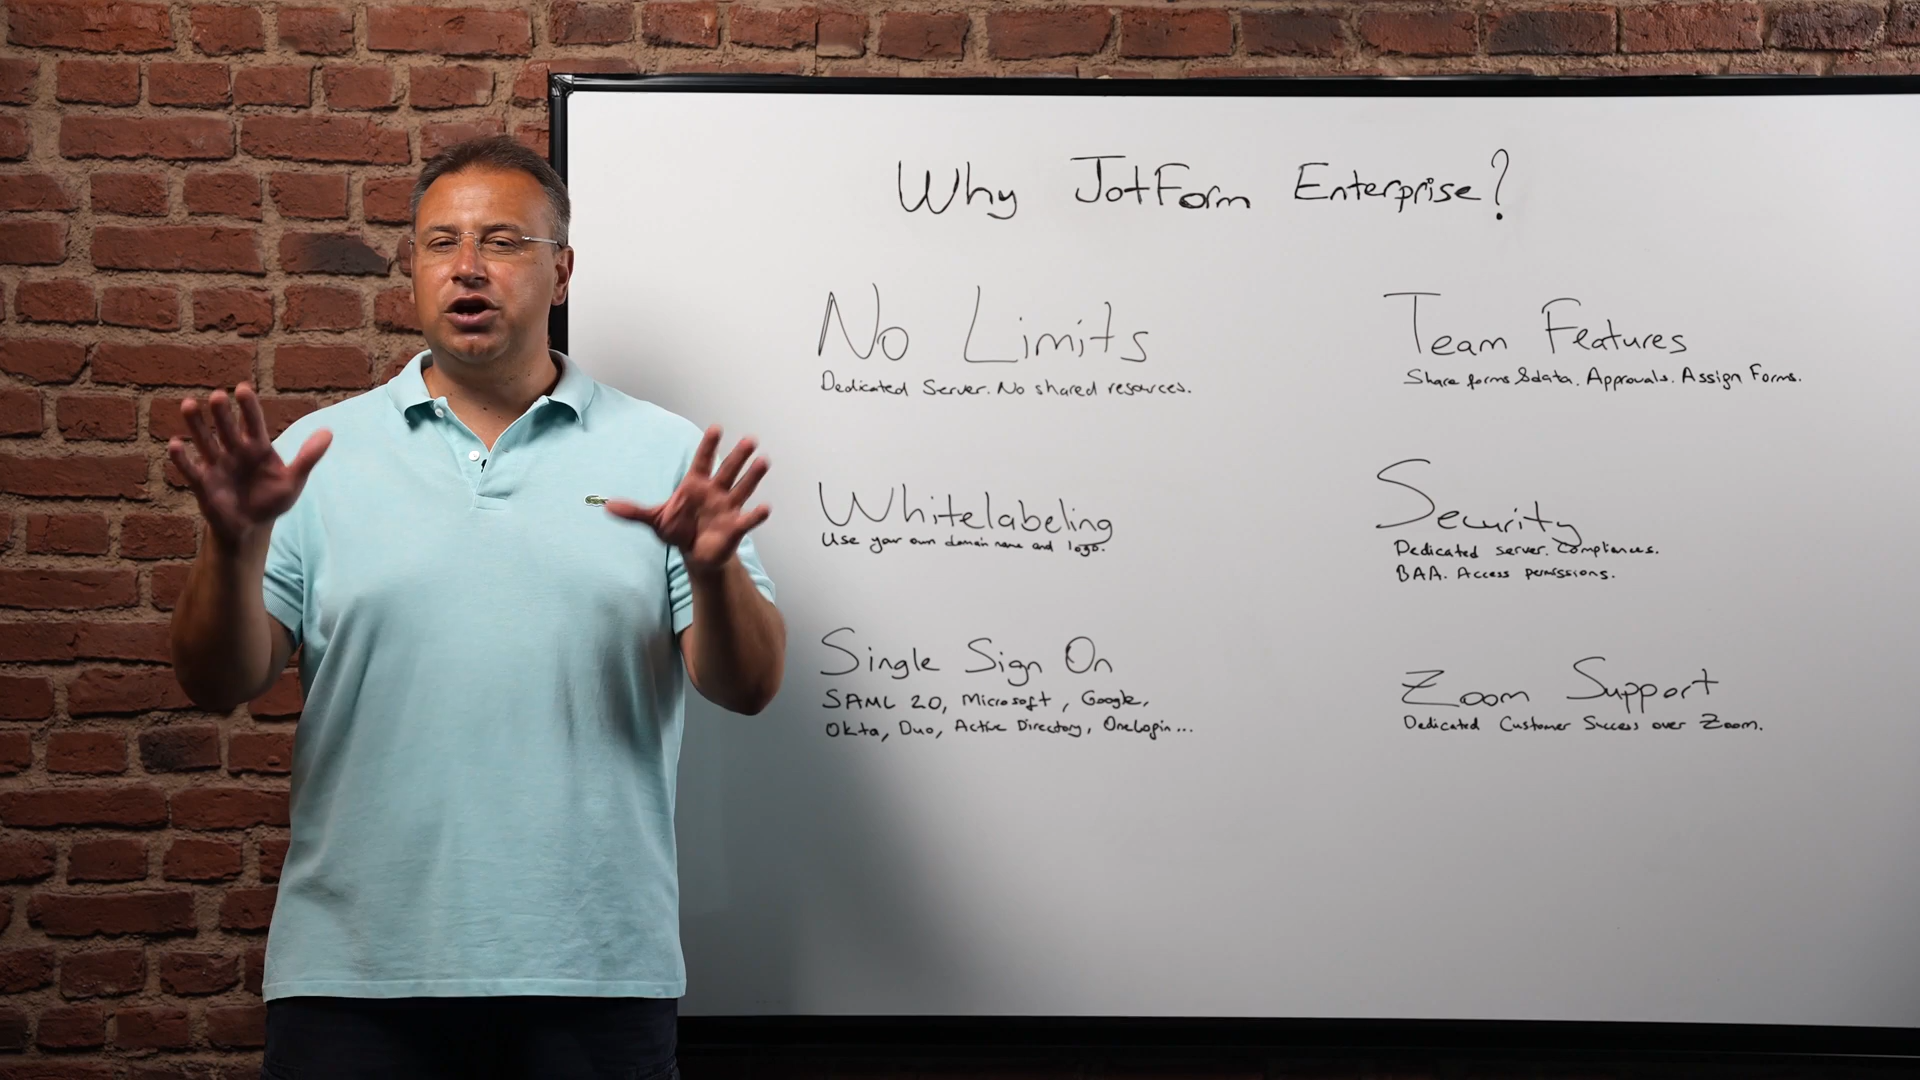 Why JotForm Enterprise?
No Limits
Dedicated Server. No shared resources.
Whitelabeling
Use your own domain name and logo.
Single Sign On
SAML 2.0, Microsoft, Google,
Okta, Duo, Active Directory, OneLogin...
Team Features
Share forms & data. Approvals. Assign Forms.
Security
Dedicated server. Compliances.
BAA. Access permissions.
Zoom Support
Dedicated Customer Success over Zoom.